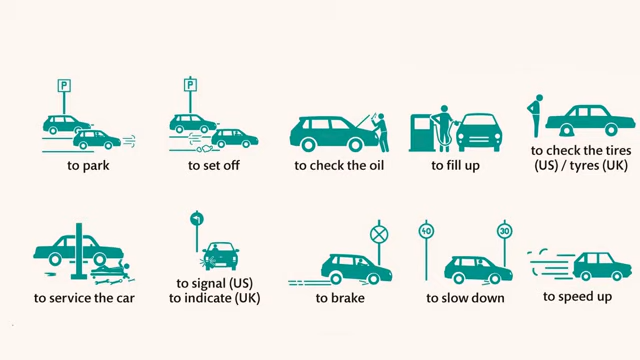 P
P
to park
to set off
to check the oil
to fill up
to check the tires
(US) / tyres (UK)
40
30
to service the car
to signal (US)
to indicate (UK)
to brake
to slow down
to speed up